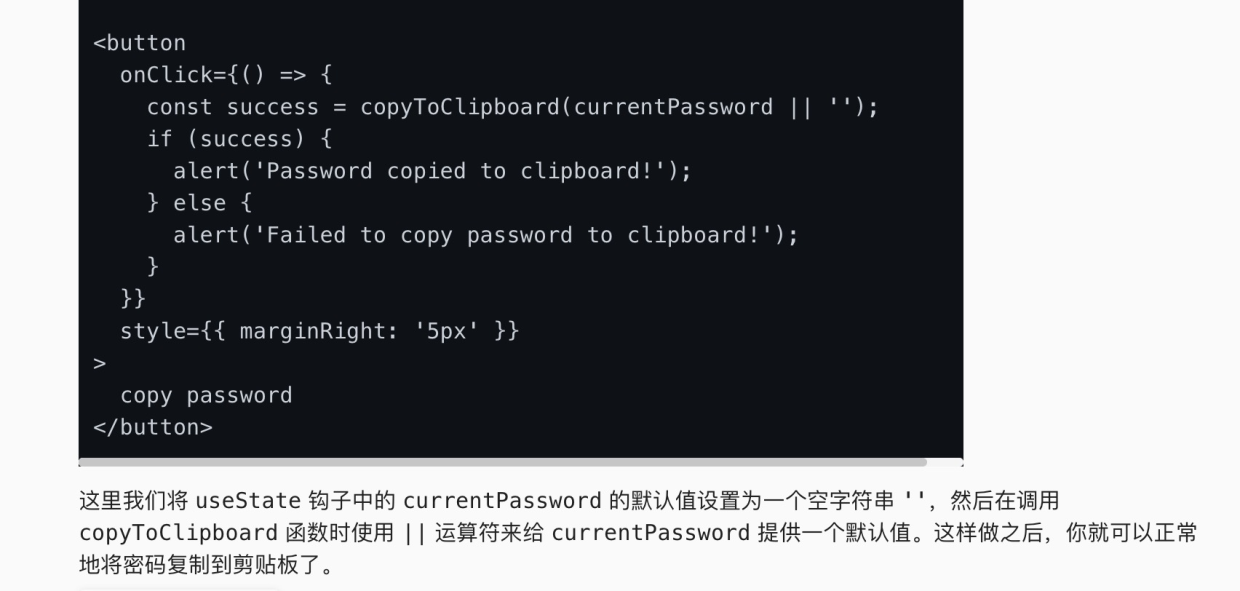 <button
  onClick={() => {
    const success = copyToClipboard(currentPassword || '');
    if (success) {
      alert('Password copied to clipboard!');
    } else {
      alert('Failed to copy password to clipboard!');
    }
  }}
  style={{ marginRight: '5px' }}
>
  copy password
</button>
这里我们将 useState 钩子中的 currentPassword 的默认值设置为一个空字符串 ''，然后在调用
copyToClipboard 函数时使用 || 运算符来给 currentPassword 提供一个默认值。这样做之后，你就可以正常
地将密码复制到剪贴板了。